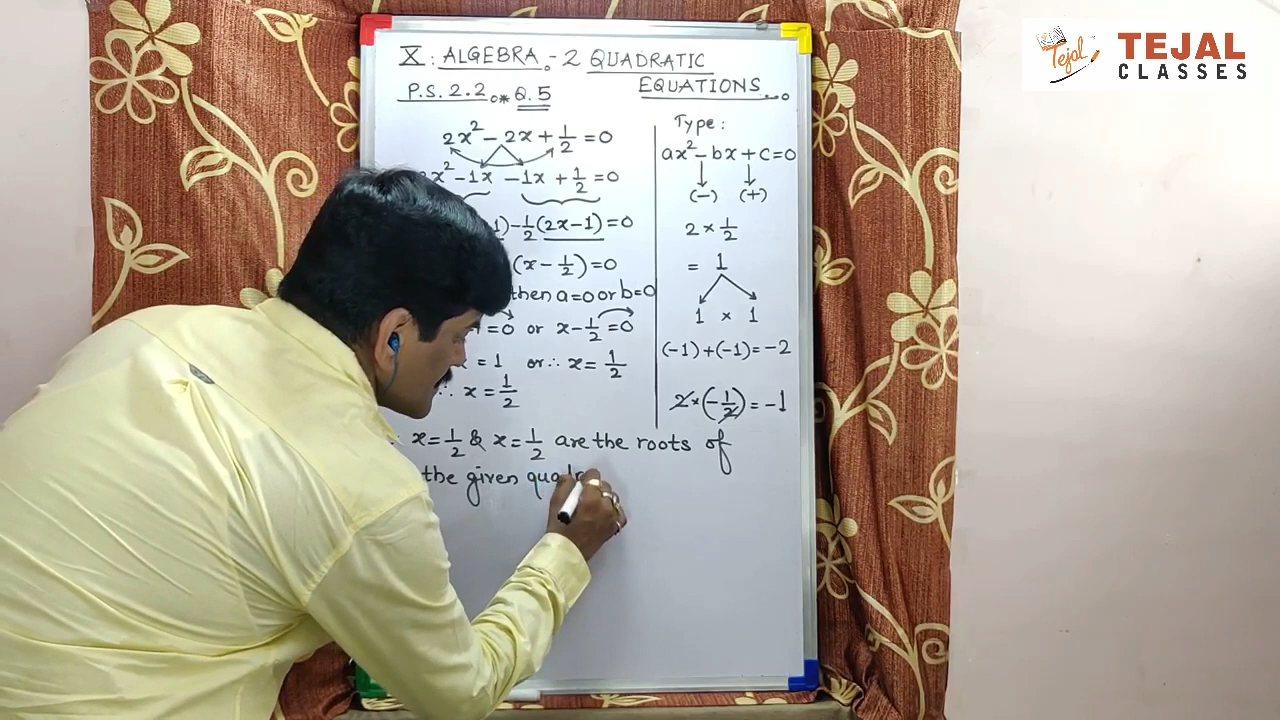 X : ALGEBRA. - 2 QUADRATIC
EQUATIONS...
P.S. 2.2. * Q.5
2x² - 2x + 1/2 = 0
x² - 1x - 1x + 1/2 = 0
1) - 1/2 (2x - 1) = 0
(x - 1/2) = 0
then a=0 or b=0
1 = 0 or x - 1/2 = 0
x = 1 or ∴ x = 1/2
∴ x = 1/2
x = 1/2 & x = 1/2 are the roots of
the given quadr
Type :
ax² - bx + c = 0
(-) (+)
2 × 1/2
= 1
1 × 1
(-1) + (-1) = -2
2 × (-1/2) = -1
Tejal
TEJAL
CLASSES